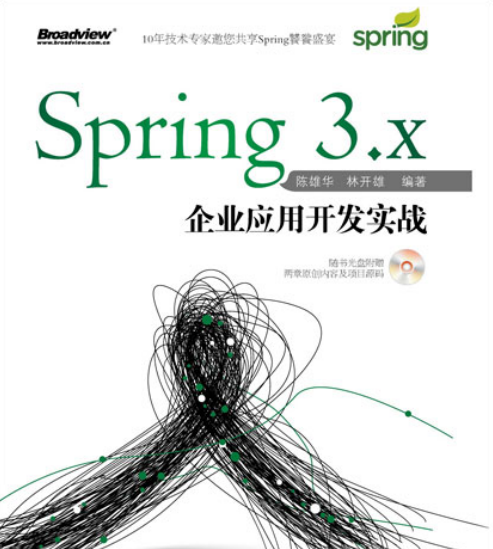 Broadview®
www.broadview.com.cn
10年技术专家邀您共享Spring饕餮盛宴
spring
Spring 3.x
陈雄华 林开雄 编著
企业应用开发实战
随书光盘附赠
两章原创内容及项目源码